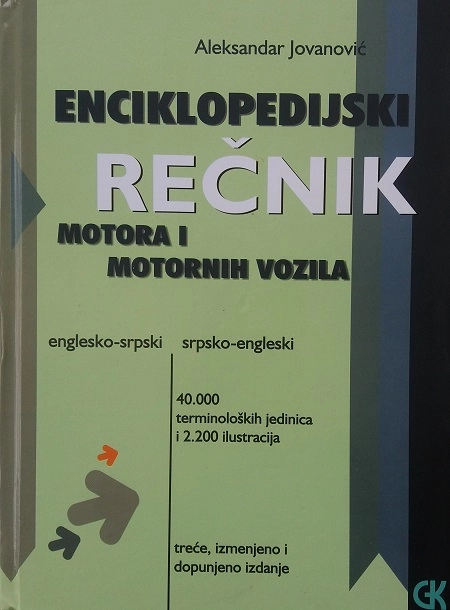 Aleksandar Jovanović
ENCIKLOPEDIJSKI
REČNIK
MOTORA I
MOTORNIH VOZILA
englesko-srpski srpsko-engleski
40.000
terminoloških jedinica
i 2.200 ilustracija
treće, izmenjeno i
dopunjeno izdanje
GK